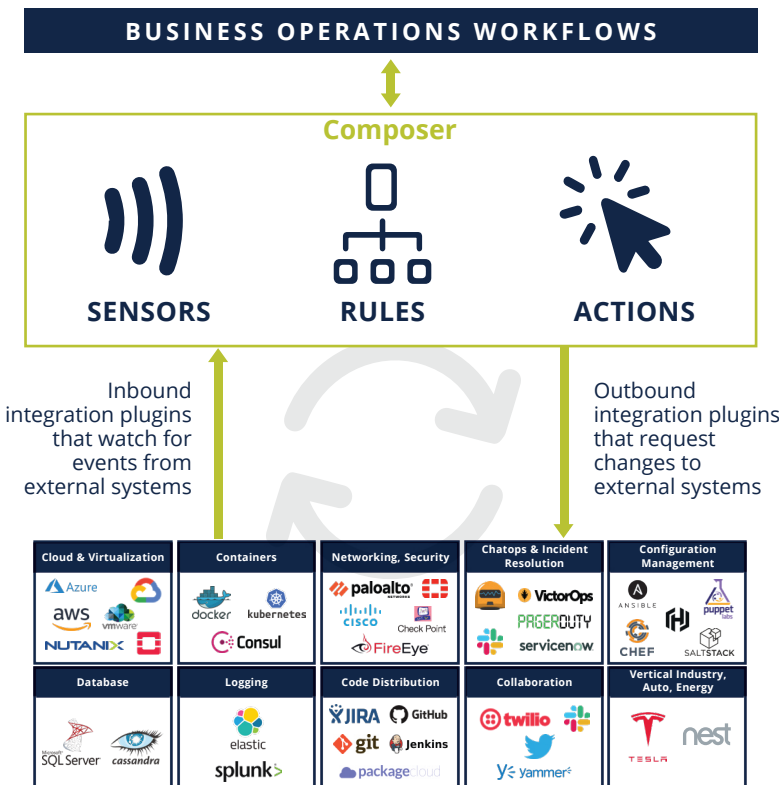 BUSINESS OPERATIONS WORKFLOWS
Composer
SENSORS
RULES
ACTIONS
Inbound
integration plugins
that watch for
events from
external systems
Outbound
integration plugins
that request
changes to
external systems
Cloud & Virtualization
Azure
aws
vmware
NUTANIX
Containers
docker
kubernetes
Consul
Networking, Security
paloalto
NETWORKS
CISCO
Check Point
FireEye
Chatops & Incident
Resolution
VictorOps
PAGERDUTY
servicenow
Configuration
Management
ANSIBLE
puppet
labs
CHEF
SALTSTACK
Database
Microsoft
SQL Server
cassandra
Logging
elastic
splunk>
Code Distribution
JIRA
GitHub
git
Jenkins
packagecloud
Collaboration
twilio
yammer
Vertical Industry,
Auto, Energy
TESLA
nest